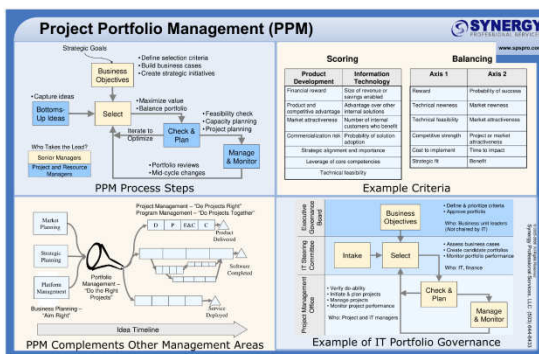 Project Portfolio Management (PPM)
SYNERGY
PROFESSIONAL SERVICES
www.spspro.com
Strategic Goals
Business
Objectives
• Define selection criteria
• Build business cases
• Create strategic initiatives
• Capture ideas
Bottoms-
Up Ideas
Select
• Maximize value
• Balance portfolio
Iterate to
Optimize
Check &
Plan
• Feasibility check
• Capacity planning
• Project planning
Who Takes the Lead?
Senior Managers
Project and Resource
Managers
• Portfolio reviews
• Mid-cycle changes
Manage
& Monitor
PPM Process Steps
Scoring
Balancing
Product
Development
Information
Technology
Financial reward
Size of revenue or
savings enabled
Product and
competitive advantage
Advantage over other
internal solutions
Market attractiveness
Number of internal
customers who benefit
Commercialization risk
Probability of solution
adoption
Strategic alignment and importance
Leverage of core competencies
Technical feasibility
Axis 1
Axis 2
Reward
Probability of success
Technical newness
Market newness
Technical feasibility
Market attractiveness
Competitive strength
Project or market
attractiveness
Cost to implement
Time to impact
Strategic fit
Benefit
Example Criteria
Project Management – "Do Projects Right"
Program Management – "Do Projects Together"
Market
Planning
Strategic
Planning
Platform
Management
D P E&C C
Product
Delivered
Software
Completed
Service
Deployed
Portfolio
Management –
"Do the Right
Projects"
Business Planning –
"Aim Right"
Idea Timeline
PPM Complements Other Management Areas
Executive
Governance
Board
Business
Objectives
• Define & prioritize criteria
• Approve portfolio
Who: Business unit leaders
(Not chaired by IT)
IT Steering
Committee
Intake
Select
• Assess business cases
• Create candidate portfolios
• Monitor portfolio performance
Who: IT, finance
Project Management
Office
• Verify do-ability
• Initiate & plan projects
• Manage projects
• Monitor project performance
Who: Project and IT managers
Check
& Plan
Manage
& Monitor
Example of IT Portfolio Governance